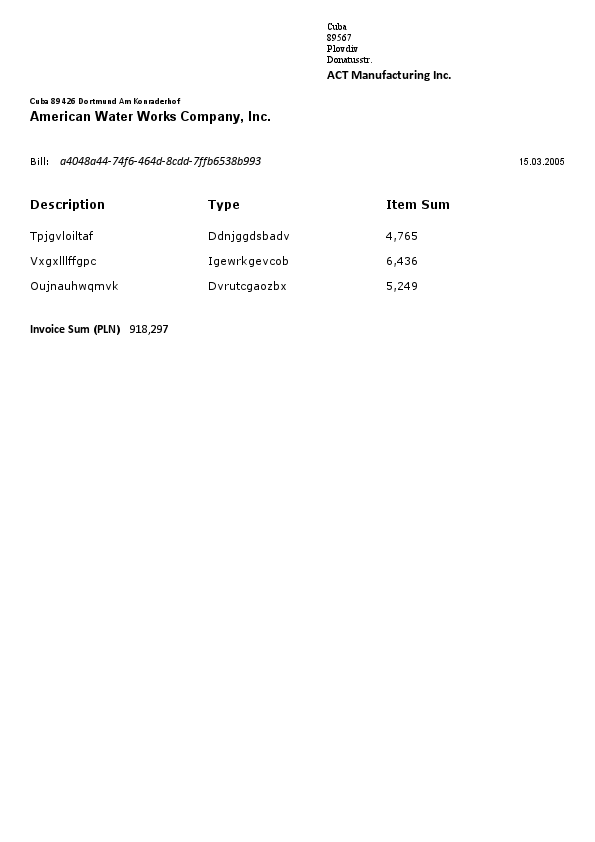 Cuba
89567
Plovdiv
Donatusstr.
ACT Manufacturing Inc.
Cuba 89426 Dortmund Am Konraderhof
American Water Works Company, Inc.
Bill: a4048a44-74f6-464d-8cdd-7ffb6538b993 15.03.2005
Description Type Item Sum
Tpjgvloiltaf Ddnjggdsbadv 4,765
Vxgxlllffgpc Igewrkgevcob 6,436
Oujnauhwqmvk Dvrutcgaozbx 5,249
Invoice Sum (PLN) 918,297